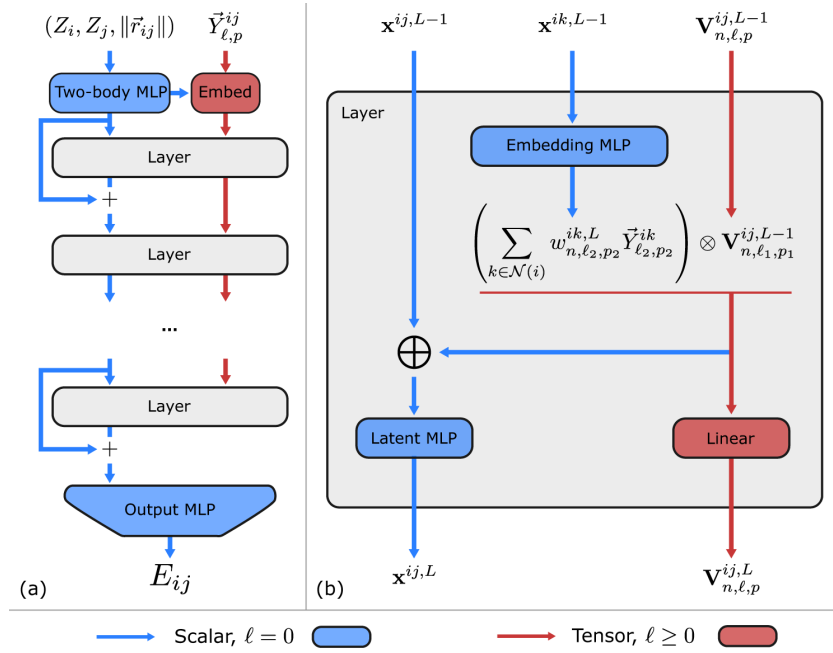 (Z_i, Z_j, ‖r⃗_ij‖) Y⃗^{ij}_{ℓ,p}
Two-body MLP
Embed
Layer
+
Layer
...
Layer
+
Output MLP
E_ij
(a)
x^{ij,L−1} x^{ik,L−1} V^{ij,L−1}_{n,ℓ,p}
Layer
Embedding MLP
(∑_{k∈𝒩(i)} w^{ik,L}_{n,ℓ₂,p₂} Y⃗^{ik}_{ℓ₂,p₂}) ⊗ V^{ij,L−1}_{n,ℓ₁,p₁}
⊕
Latent MLP
Linear
x^{ij,L} V^{ij,L}_{n,ℓ,p}
(b)
Scalar, ℓ = 0
Tensor, ℓ ≥ 0